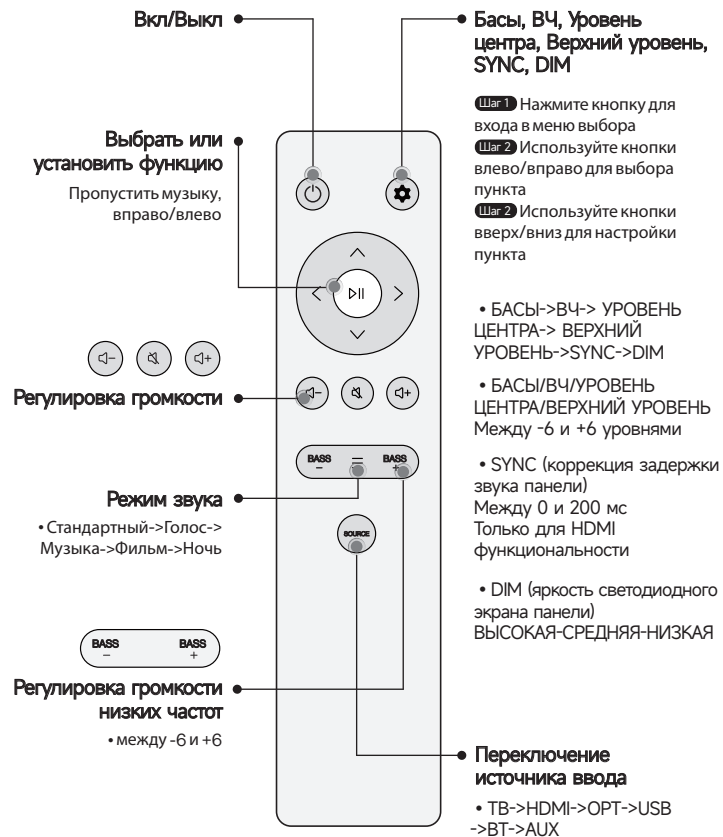 Вкл/Выкл
Выбрать или
установить функцию
Пропустить музыку,
вправо/влево
Регулировка громкости
Режим звука
• Стандартный->Голос->
Музыка->Фильм->Ночь
BASS BASS
− +
Регулировка громкости
низких частот
• между -6 и +6
BASS BASS
− +
SOURCE
Басы, ВЧ, Уровень
центра, Верхний уровень,
SYNC, DIM
Шаг 1 Нажмите кнопку для
входа в меню выбора
Шаг 2 Используйте кнопки
влево/вправо для выбора
пункта
Шаг 2 Используйте кнопки
вверх/вниз для настройки
пункта
• БАСЫ->ВЧ-> УРОВЕНЬ
ЦЕНТРА-> ВЕРХНИЙ
УРОВЕНЬ->SYNC->DIM
• БАСЫ/ВЧ/УРОВЕНЬ
ЦЕНТРА/ВЕРХНИЙ УРОВЕНЬ
Между -6 и +6 уровнями
• SYNC (коррекция задержки
звука панели)
Между 0 и 200 мс
Только для HDMI
функциональности
• DIM (яркость светодиодного
экрана панели)
ВЫСОКАЯ-СРЕДНЯЯ-НИЗКАЯ
Переключение
источника ввода
• ТВ->HDMI->OPT->USB
->BT->AUX